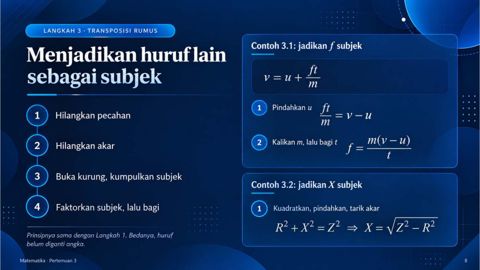 LANGKAH 3 · TRANSPOSISI RUMUS
Menjadikan huruf lain
sebagai subjek
1 Hilangkan pecahan
2 Hilangkan akar
3 Buka kurung, kumpulkan subjek
4 Faktorkan subjek, lalu bagi
Prinsipnya sama dengan Langkah 1. Bedanya, huruf
belum diganti angka.
Contoh 3.1: jadikan f subjek
v = u + ft/m
1 Pindahkan u ft/m = v − u
2 Kalikan m, lalu bagi t f = m(v − u)/t
Contoh 3.2: jadikan X subjek
1 Kuadratkan, pindahkan, tarik akar
R² + X² = Z² ⇒ X = √(Z² − R²)
Matematika · Pertemuan 3
8